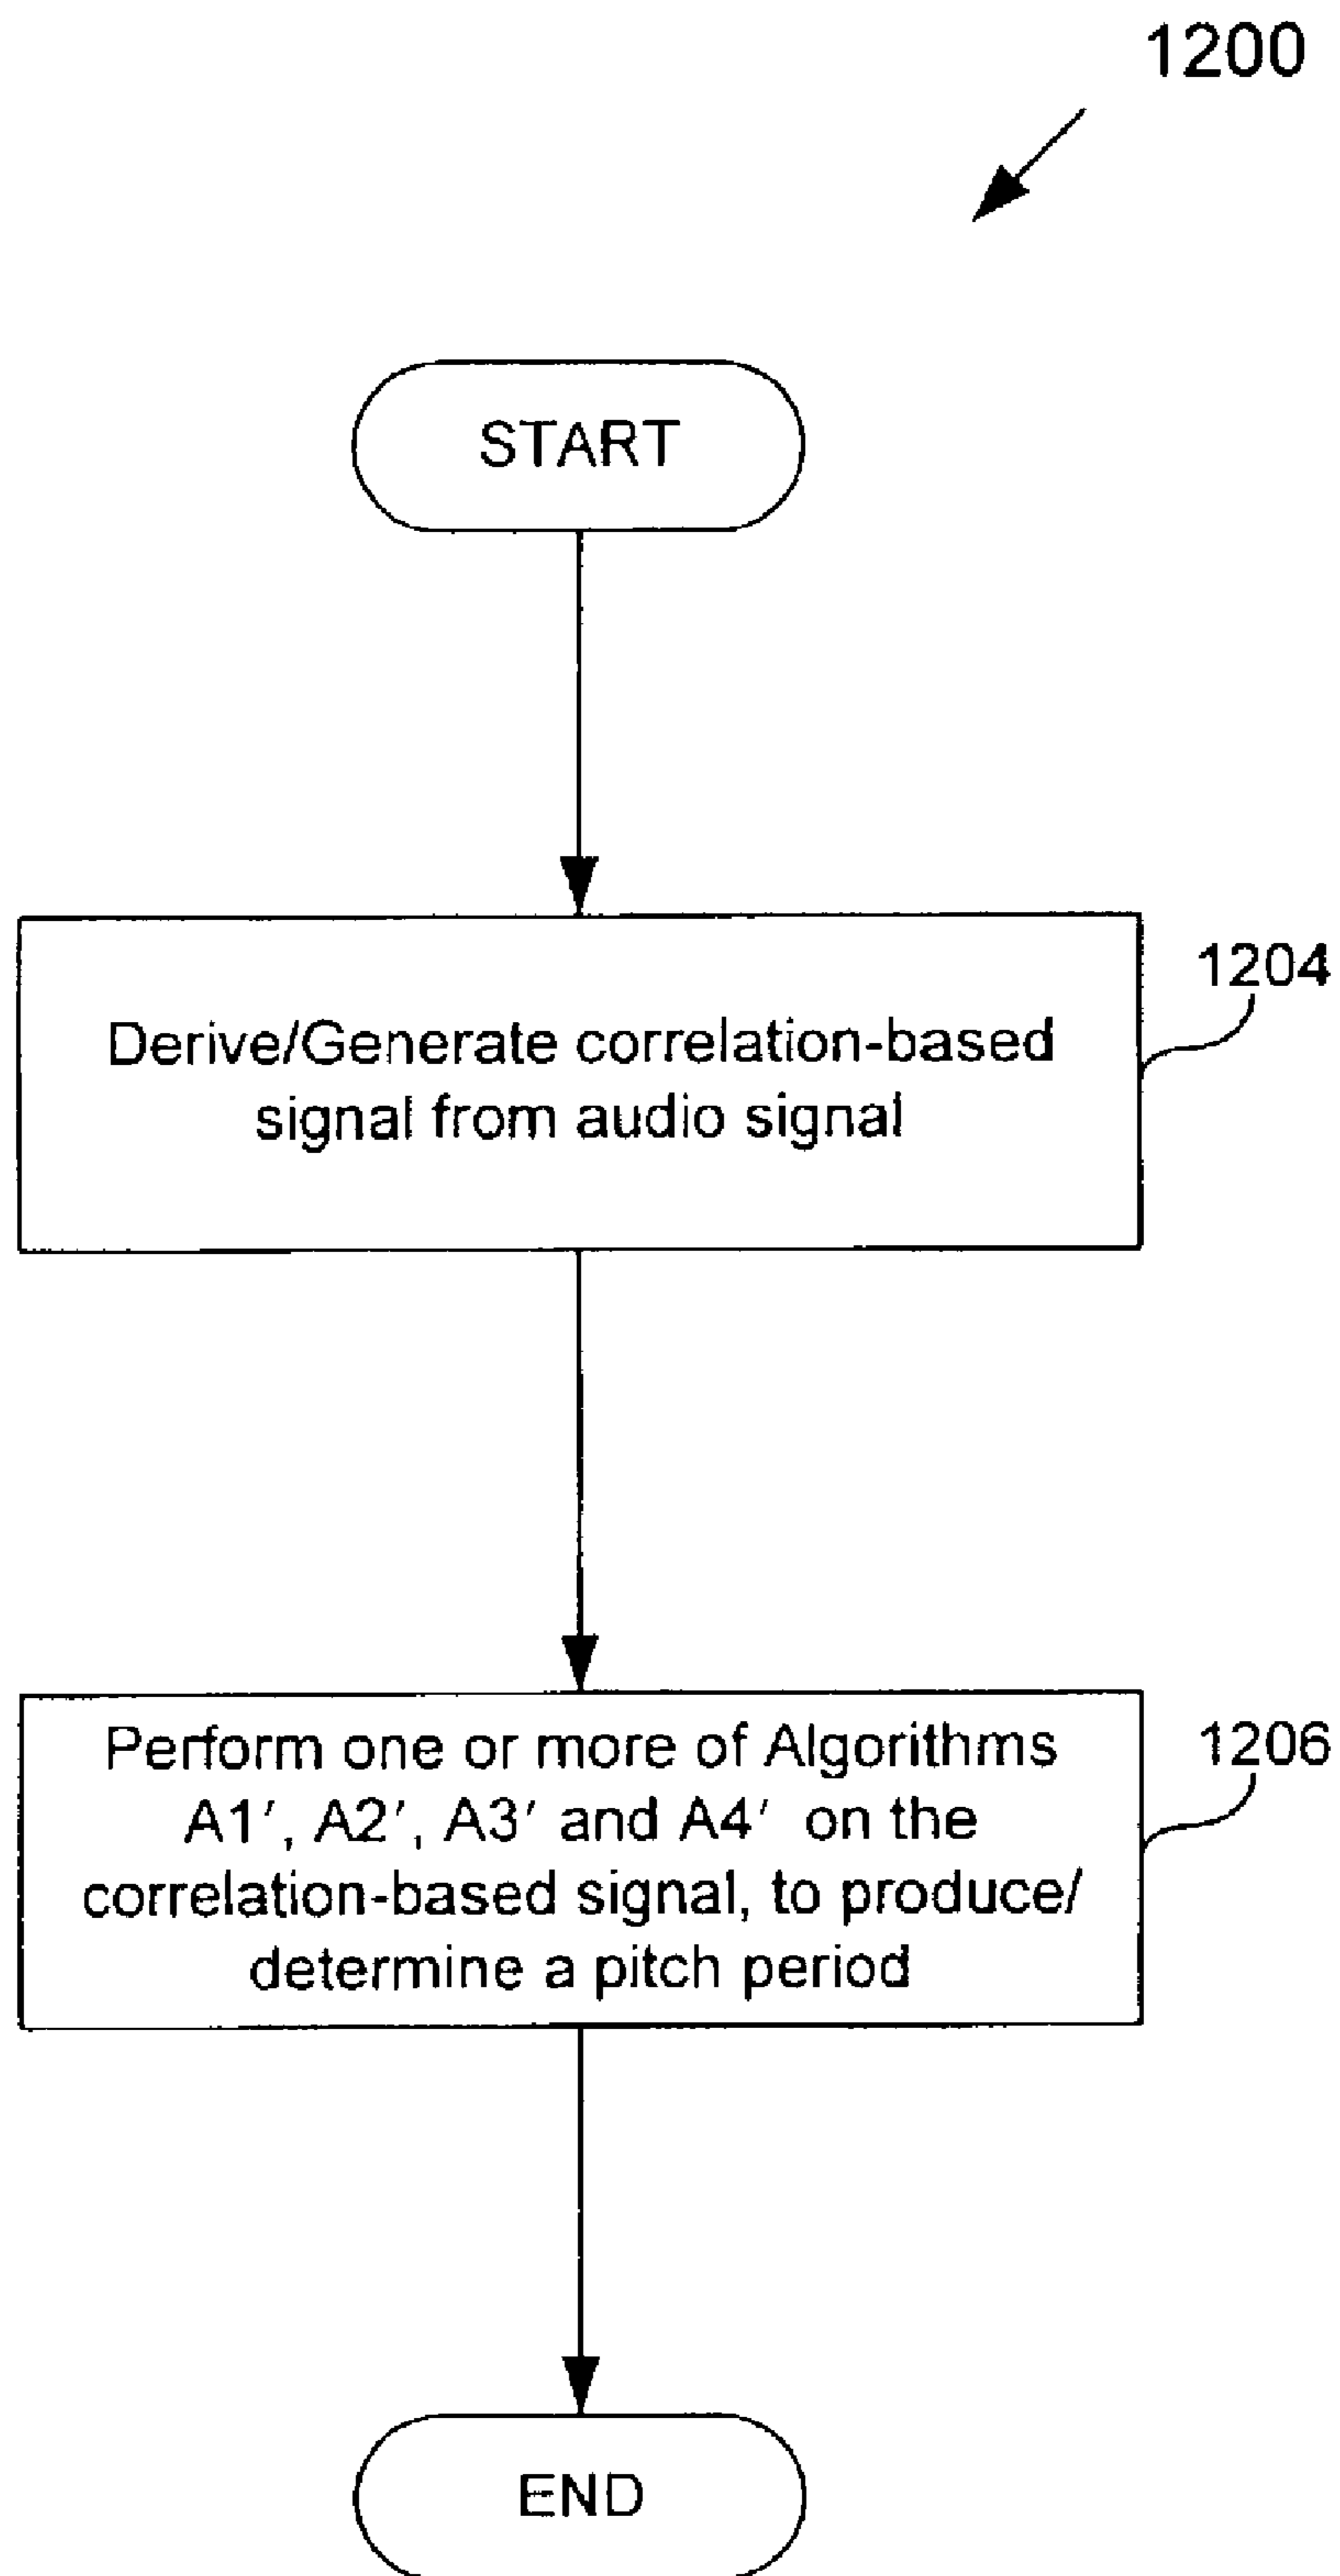 1200
START
1204
Derive/Generate correlation-based
signal from audio signal
1206
Perform one or more of Algorithms
A1′, A2′, A3′ and A4′ on the
correlation-based signal, to produce/
determine a pitch period
END